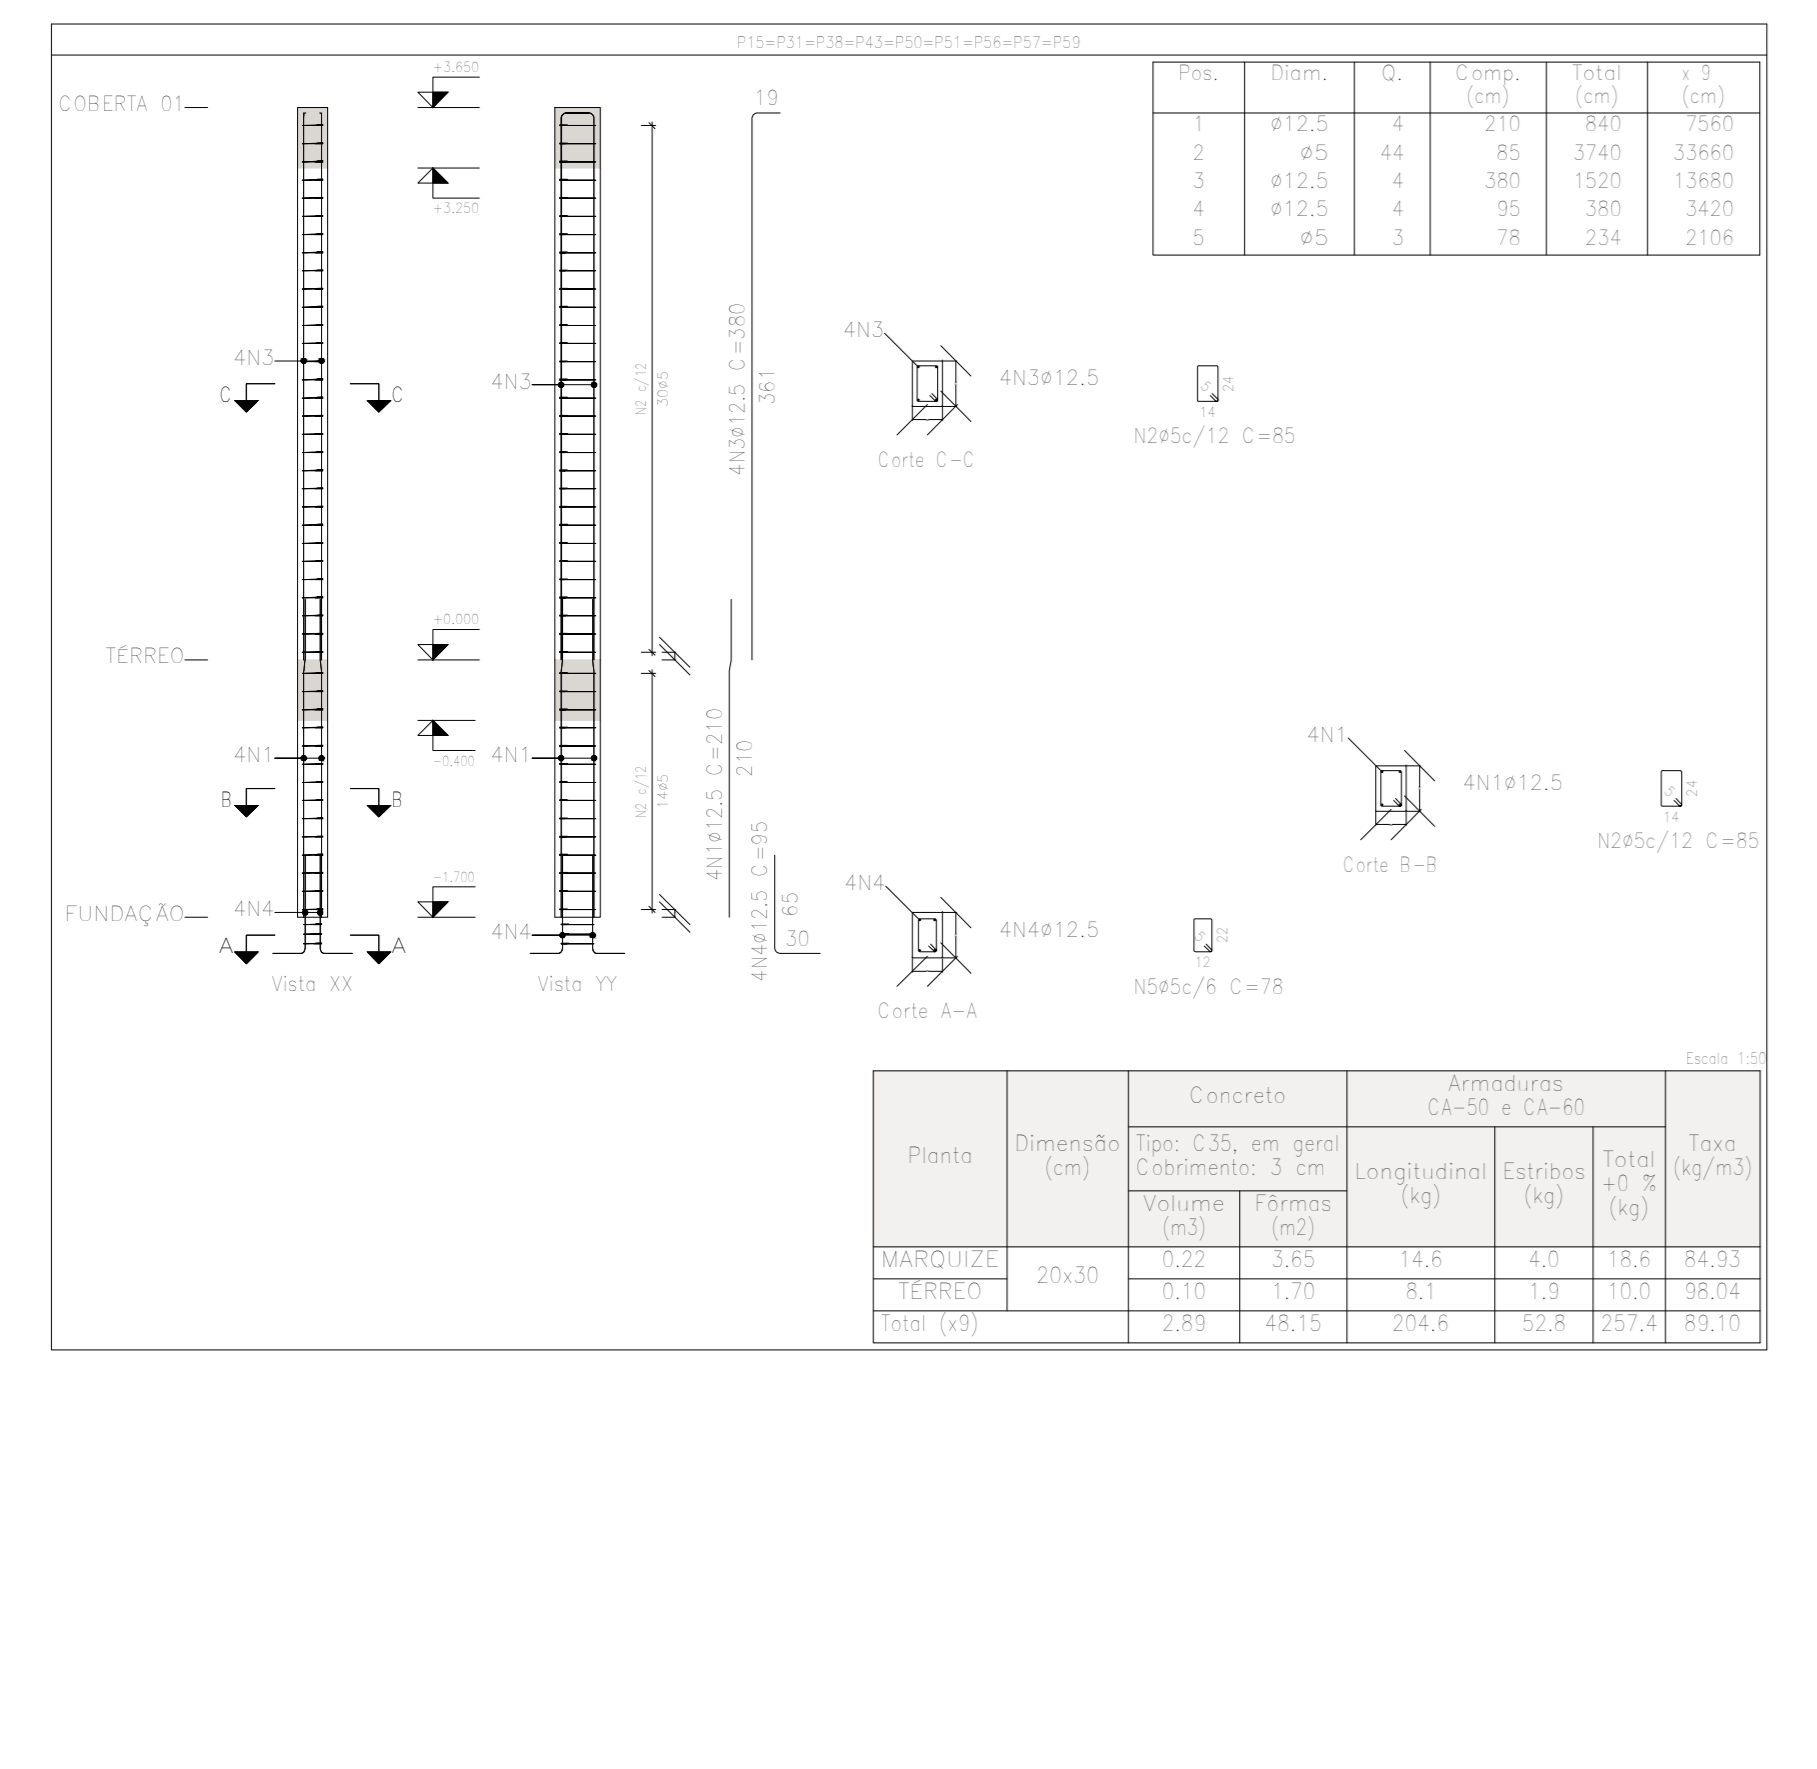 P15=P31=P38=P43=P50=P51=P56=P57=P59
Pos. Diam. Q. Comp. (cm) Total (cm) x 9 (cm)
1 ø12.5 4 210 840 7560
2 ø5 44 85 3740 33660
3 ø12.5 4 380 1520 13680
4 ø12.5 4 95 380 3420
5 ø5 3 78 234 2106
COBERTA 01
+3.650
+3.250
19
4N3
4N3
C C
N2 c/12
30ø5
4N3ø12.5 C=380
361
4N3
4N3ø12.5
Corte C-C
5
24
14
N2ø5c/12 C=85
TÉRREO
+0.000
-0.400
4N1
4N1
B B
N2 c/12
14ø5
4N1ø12.5 C=210
210
4N1
4N1ø12.5
Corte B-B
5
24
14
N2ø5c/12 C=85
FUNDAÇÃO
-1.700
4N4
4N4
A A
Vista XX
Vista YY
4N4ø12.5 C=95
65
30
4N4
4N4ø12.5
Corte A-A
5
22
12
N5ø5c/6 C=78
Escala 1:50
Planta
Dimensão
(cm)
Concreto
Tipo: C35, em geral
Cobrimento: 3 cm
Volume
(m3)
Fôrmas
(m2)
Armaduras
CA-50 e CA-60
Longitudinal
(kg)
Estribos
(kg)
Total
+0 %
(kg)
Taxa
(kg/m3)
MARQUIZE 20x30 0.22 3.65 14.6 4.0 18.6 84.93
TÉRREO 0.10 1.70 8.1 1.9 10.0 98.04
Total (x9) 2.89 48.15 204.6 52.8 257.4 89.10